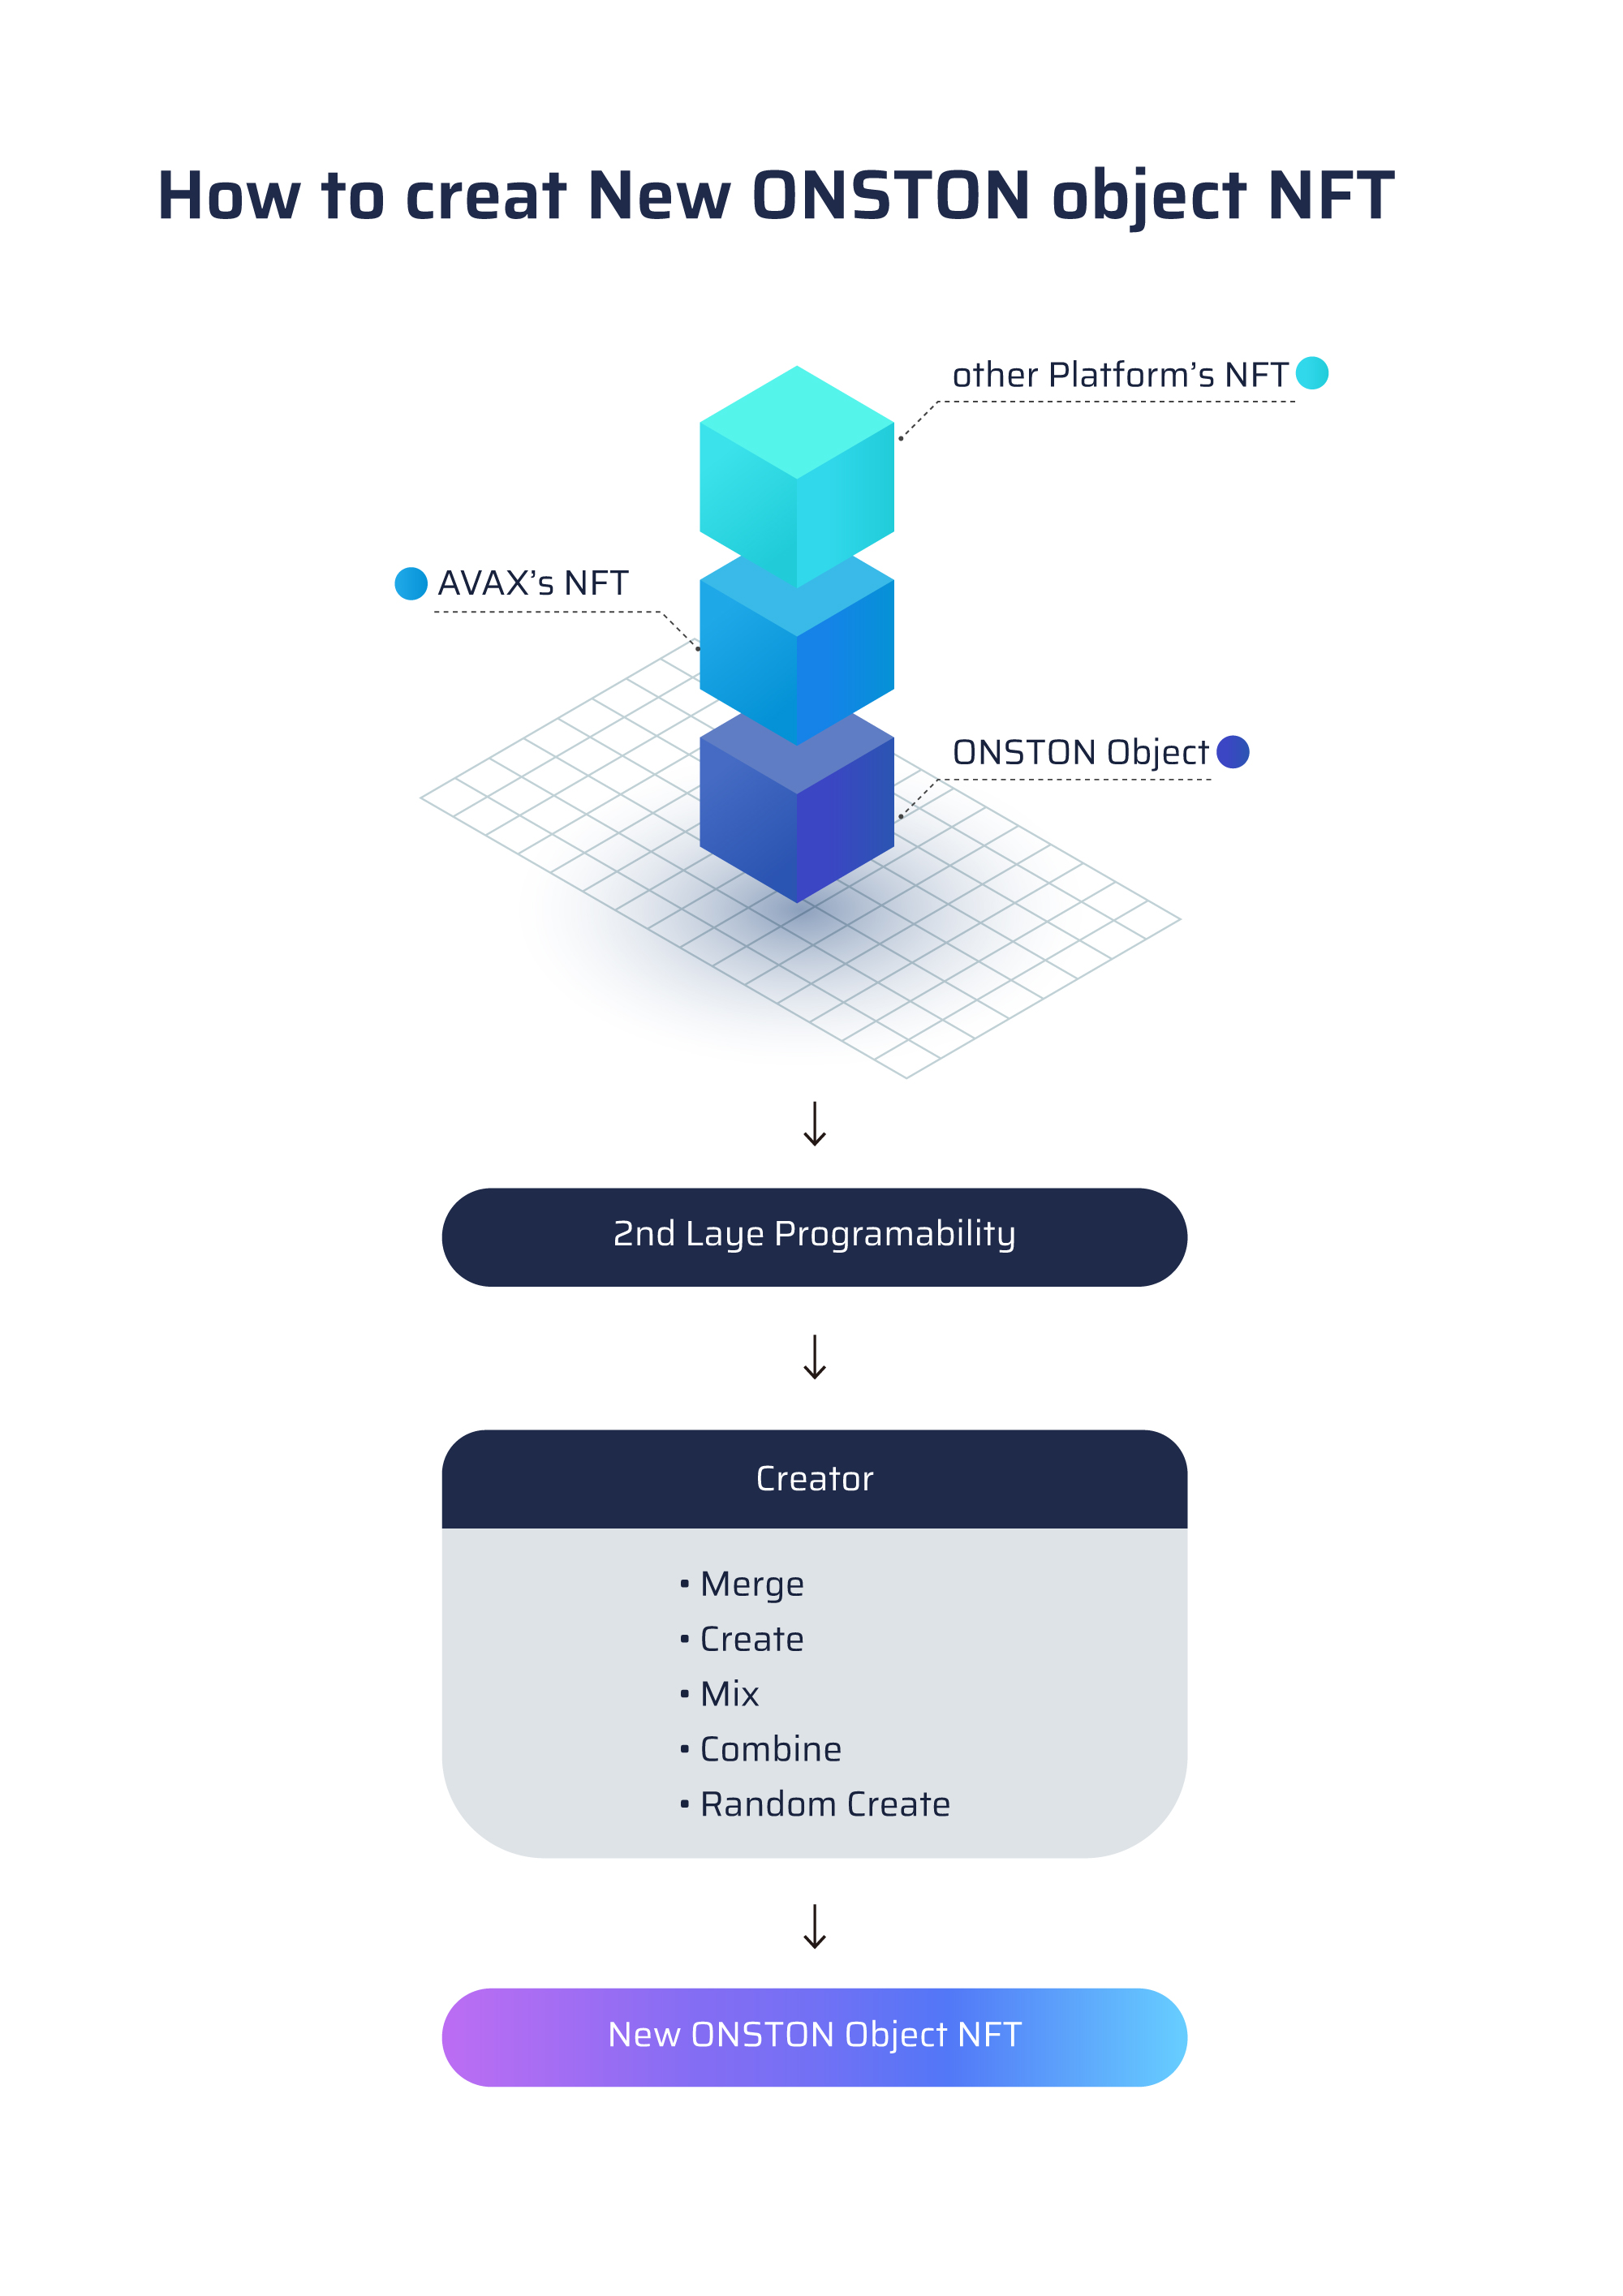 How to creat New ONSTON object NFT
other Platform’s NFT
AVAX’s NFT
ONSTON Object
2nd Laye Programability
Creator
▪ Merge
▪ Create
▪ Mix
▪ Combine
▪ Random Create
New ONSTON Object NFT